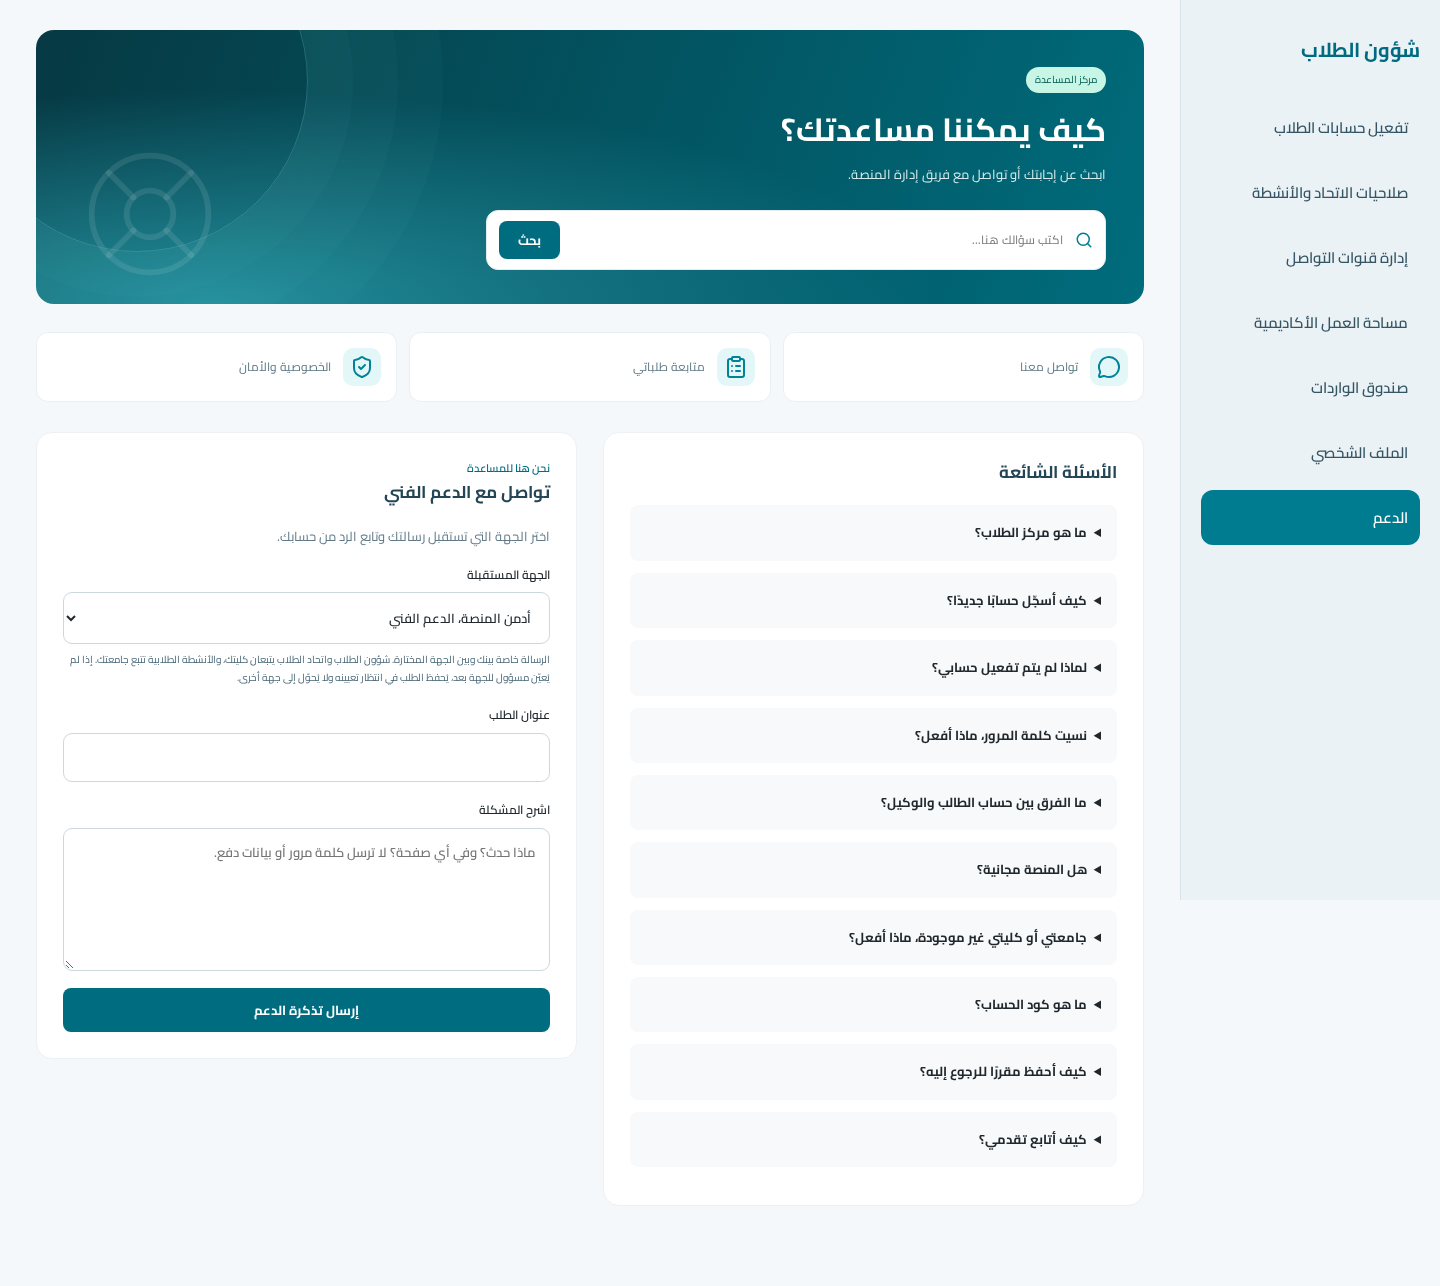 شؤون الطلاب
تفعيل حسابات الطلاب
صلاحيات الاتحاد والأنشطة
إدارة قنوات التواصل
مساحة العمل الأكاديمية
صندوق الواردات
الملف الشخصي
الدعم
مركز المساعدة
كيف يمكننا مساعدتك؟
ابحث عن إجابتك أو تواصل مع فريق إدارة المنصة.
اكتب سؤالك هنا...
بحث
تواصل معنا
متابعة طلباتي
الخصوصية والأمان
الأسئلة الشائعة
ما هو مركز الطلاب؟
كيف أسجّل حسابًا جديدًا؟
لماذا لم يتم تفعيل حسابي؟
نسيت كلمة المرور، ماذا أفعل؟
ما الفرق بين حساب الطالب والوكيل؟
هل المنصة مجانية؟
جامعتي أو كليتي غير موجودة، ماذا أفعل؟
ما هو كود الحساب؟
كيف أحفظ مقررًا للرجوع إليه؟
كيف أتابع تقدمي؟
نحن هنا للمساعدة
تواصل مع الدعم الفني
اختر الجهة التي تستقبل رسالتك وتابع الرد من حسابك.
الجهة المستقبلة
أدمن المنصة، الدعم الفني
الرسالة خاصة بينك وبين الجهة المختارة. شؤون الطلاب واتحاد الطلاب يتبعان كليتك، والأنشطة الطلابية تتبع جامعتك. إذا لم
يُعيّن مسؤول للجهة بعد، يُحفظ الطلب في انتظار تعيينه ولا يُحوّل إلى جهة أخرى.
عنوان الطلب
اشرح المشكلة
ماذا حدث؟ وفي أي صفحة؟ لا ترسل كلمة مرور أو بيانات دفع.
إرسال تذكرة الدعم